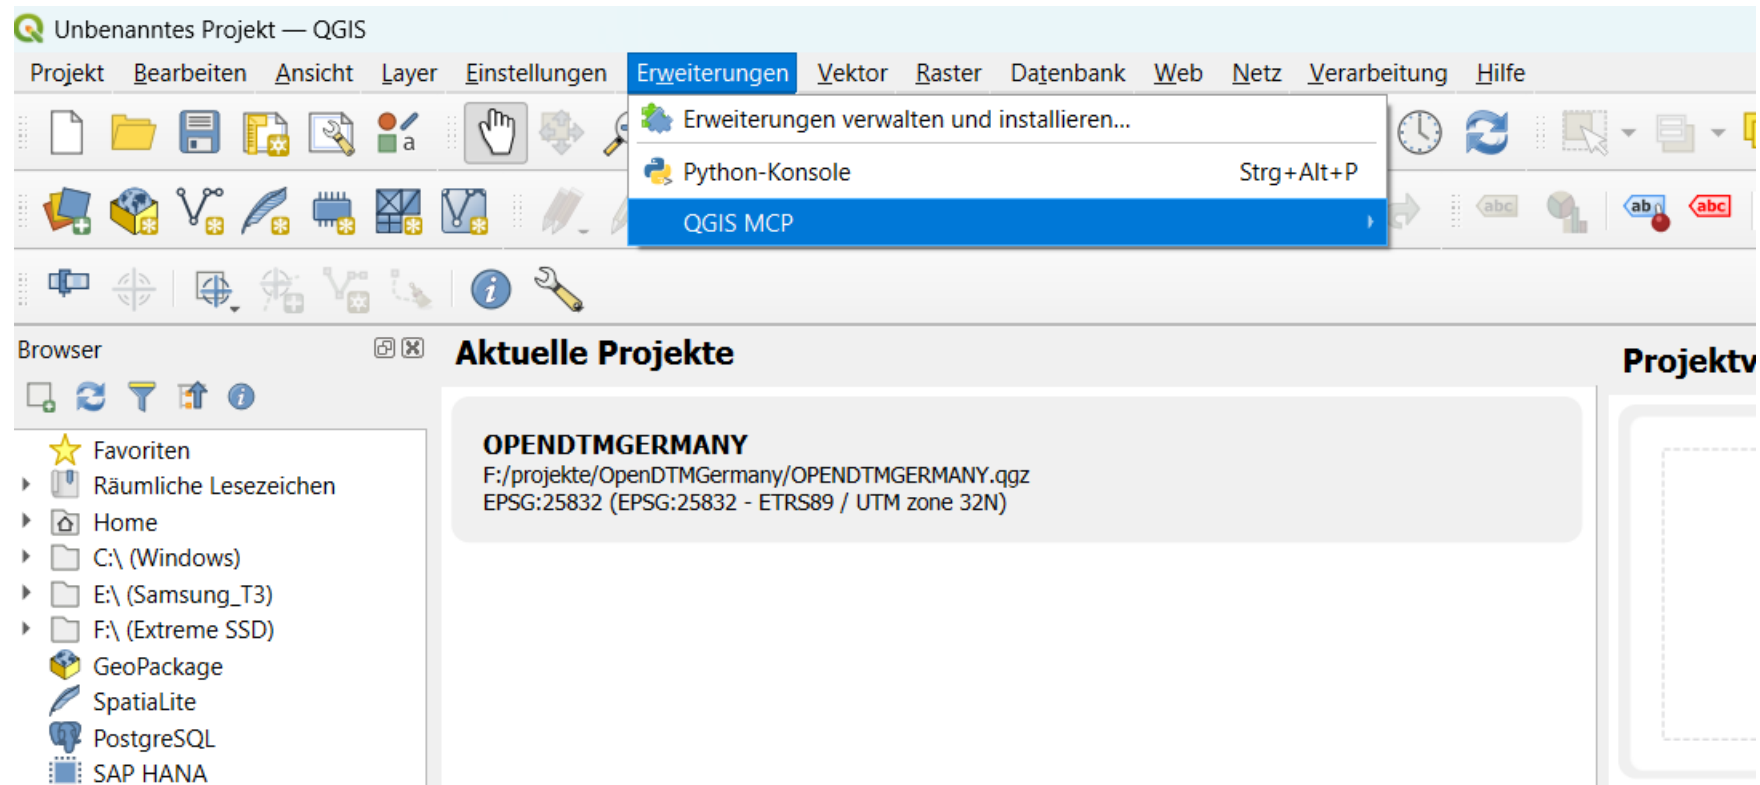 Unbenanntes Projekt — QGIS
Projekt Bearbeiten Ansicht Layer Einstellungen Erweiterungen Vektor Raster Datenbank Web Netz Verarbeitung Hilfe
Erweiterungen verwalten und installieren...
Python-Konsole Strg+Alt+P
QGIS MCP
a
abc
ab
abc
Browser
Aktuelle Projekte
Projektv
OPENDTMGERMANY
F:/projekte/OpenDTMGermany/OPENDTMGERMANY.qgz
EPSG:25832 (EPSG:25832 - ETRS89 / UTM zone 32N)
Favoriten
Räumliche Lesezeichen
Home
C:\ (Windows)
E:\ (Samsung_T3)
F:\ (Extreme SSD)
GeoPackage
SpatiaLite
PostgreSQL
SAP HANA